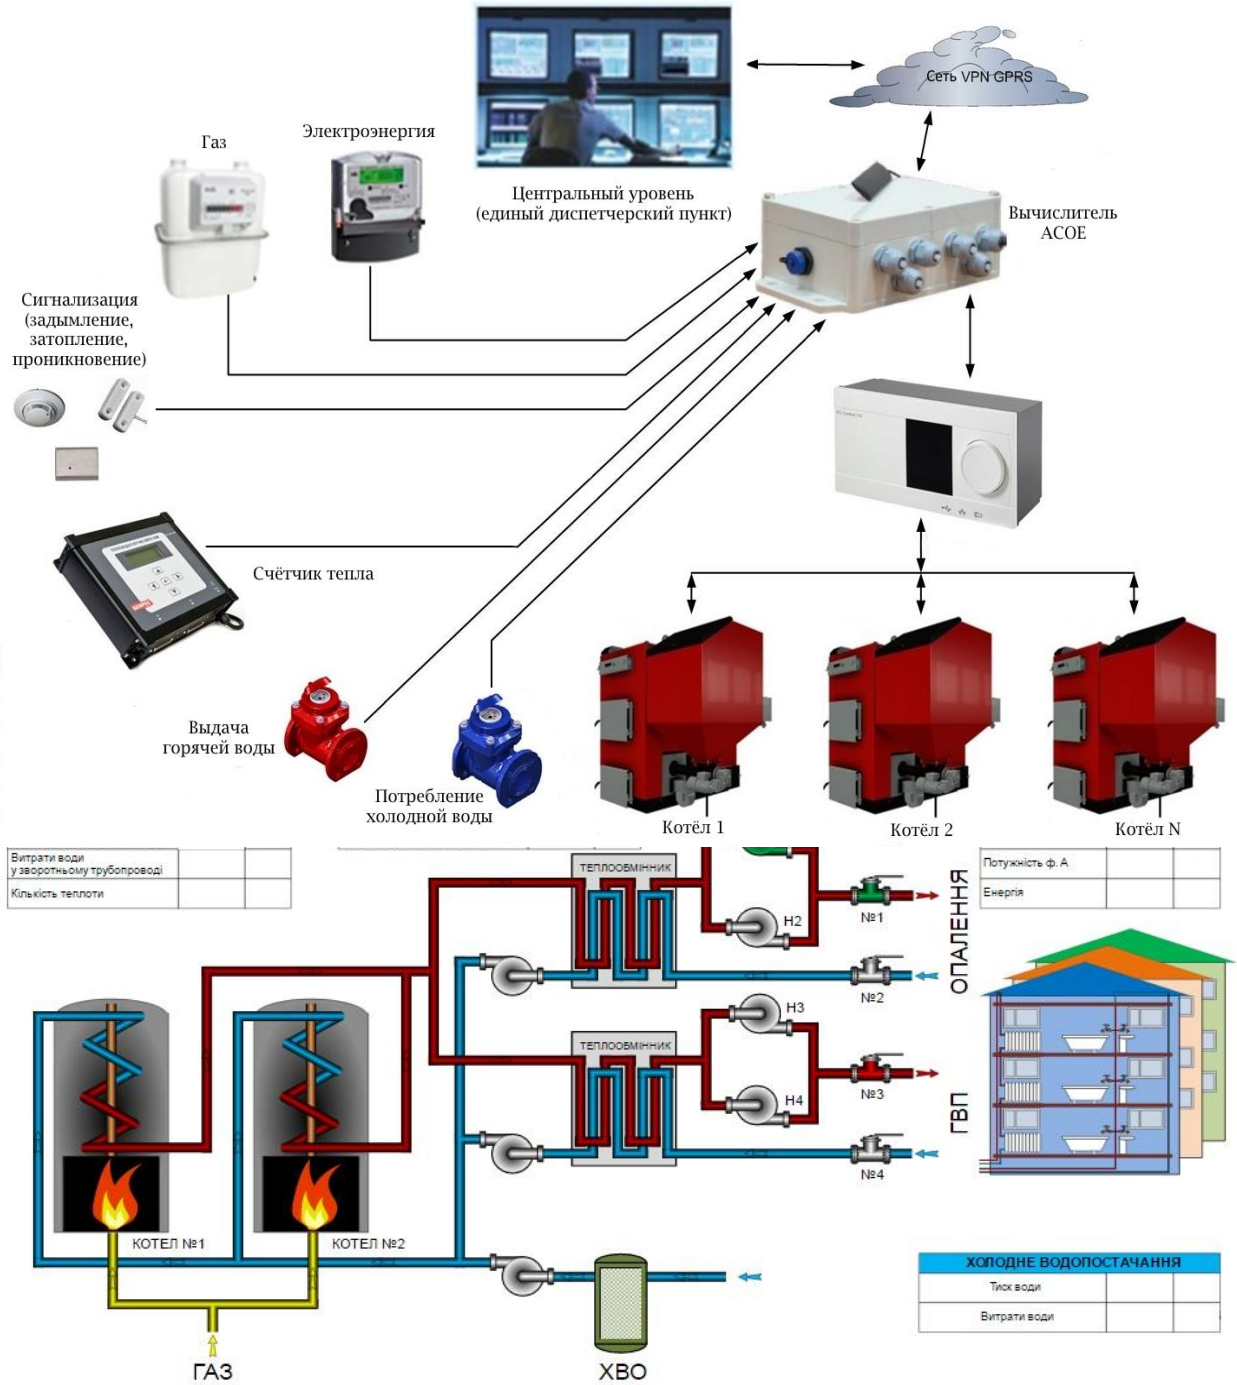 Сеть VPN GPRS
Газ
Электроэнергия
Центральный уровень
(единый диспетчерский пункт)
Вычислитель
АСОЕ
Сигнализация
(задымление,
затопление,
проникновение)
Счётчик тепла
Выдача
горячей воды
Потребление
холодной воды
Котёл 1
Котёл 2
Котёл N
Витрати води
у зворотньому трубопроводі
Кількість теплоти
ТЕПЛООБМІННИК
Н2
№1
№2
ОПАЛЕННЯ
Потужність ф. А
Енергія
ТЕПЛООБМІННИК
Н3
Н4
№3
№4
ГВП
КОТЕЛ №1
КОТЕЛ №2
ГАЗ
ХВО
ХОЛОДНЕ ВОДОПОСТАЧАННЯ
Тиск води
Витрати води